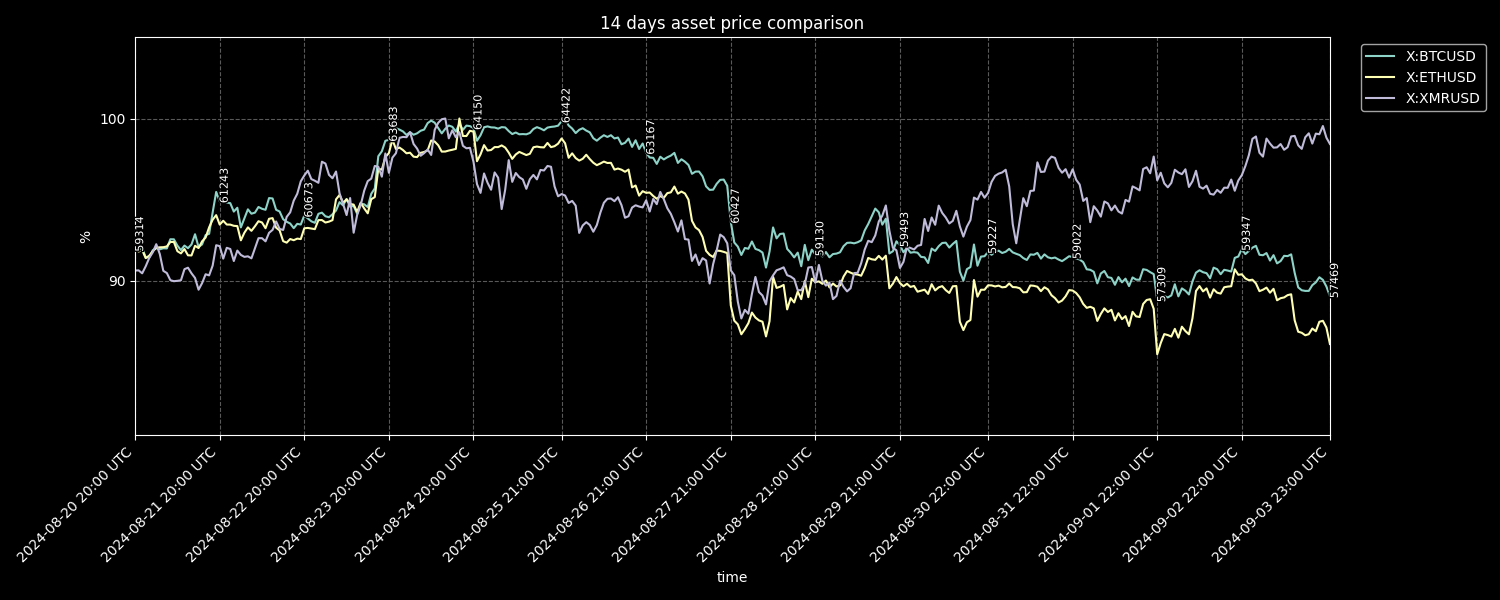 14 days asset price comparison
X:BTCUSD
X:ETHUSD
X:XMRUSD
%
100
90
59314
61243
60673
63683
64150
64422
63167
60427
59130
59493
59227
59022
57309
59347
57469
2024-08-20 20:00 UTC
2024-08-21 20:00 UTC
2024-08-22 20:00 UTC
2024-08-23 20:00 UTC
2024-08-24 20:00 UTC
2024-08-25 21:00 UTC
2024-08-26 21:00 UTC
2024-08-27 21:00 UTC
2024-08-28 21:00 UTC
2024-08-29 21:00 UTC
2024-08-30 22:00 UTC
2024-08-31 22:00 UTC
2024-09-01 22:00 UTC
2024-09-02 22:00 UTC
2024-09-03 23:00 UTC
time